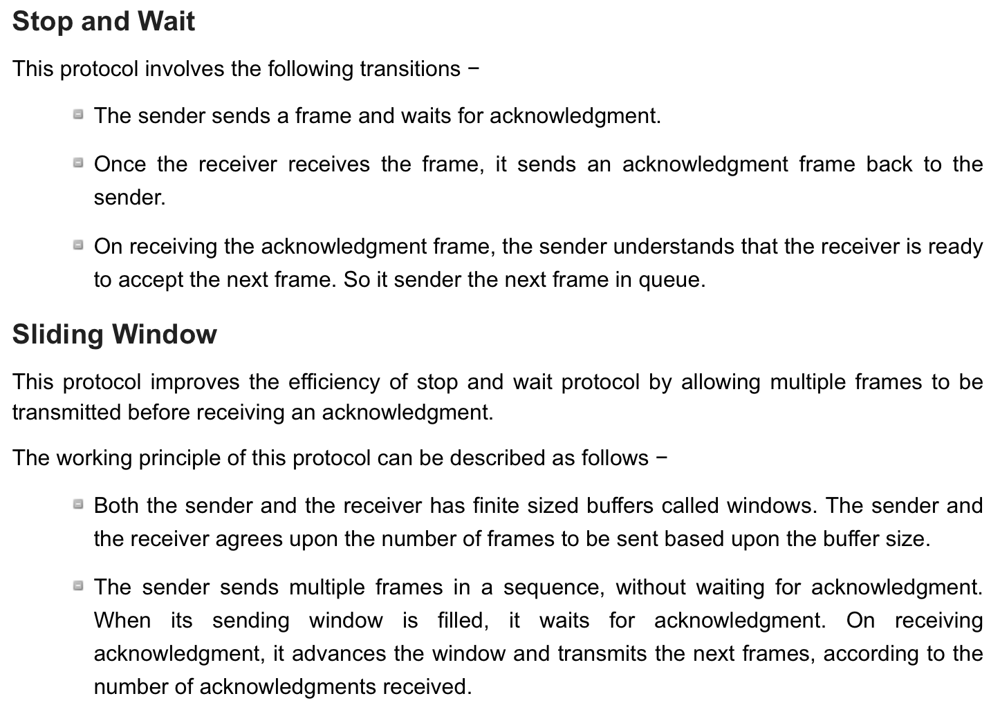 Stop and Wait
This protocol involves the following transitions −
The sender sends a frame and waits for acknowledgment.
Once the receiver receives the frame, it sends an acknowledgment frame back to the
sender.
On receiving the acknowledgment frame, the sender understands that the receiver is ready
to accept the next frame. So it sender the next frame in queue.
Sliding Window
This protocol improves the efficiency of stop and wait protocol by allowing multiple frames to be
transmitted before receiving an acknowledgment.
The working principle of this protocol can be described as follows −
Both the sender and the receiver has finite sized buffers called windows. The sender and
the receiver agrees upon the number of frames to be sent based upon the buffer size.
The sender sends multiple frames in a sequence, without waiting for acknowledgment.
When its sending window is filled, it waits for acknowledgment. On receiving
acknowledgment, it advances the window and transmits the next frames, according to the
number of acknowledgments received.